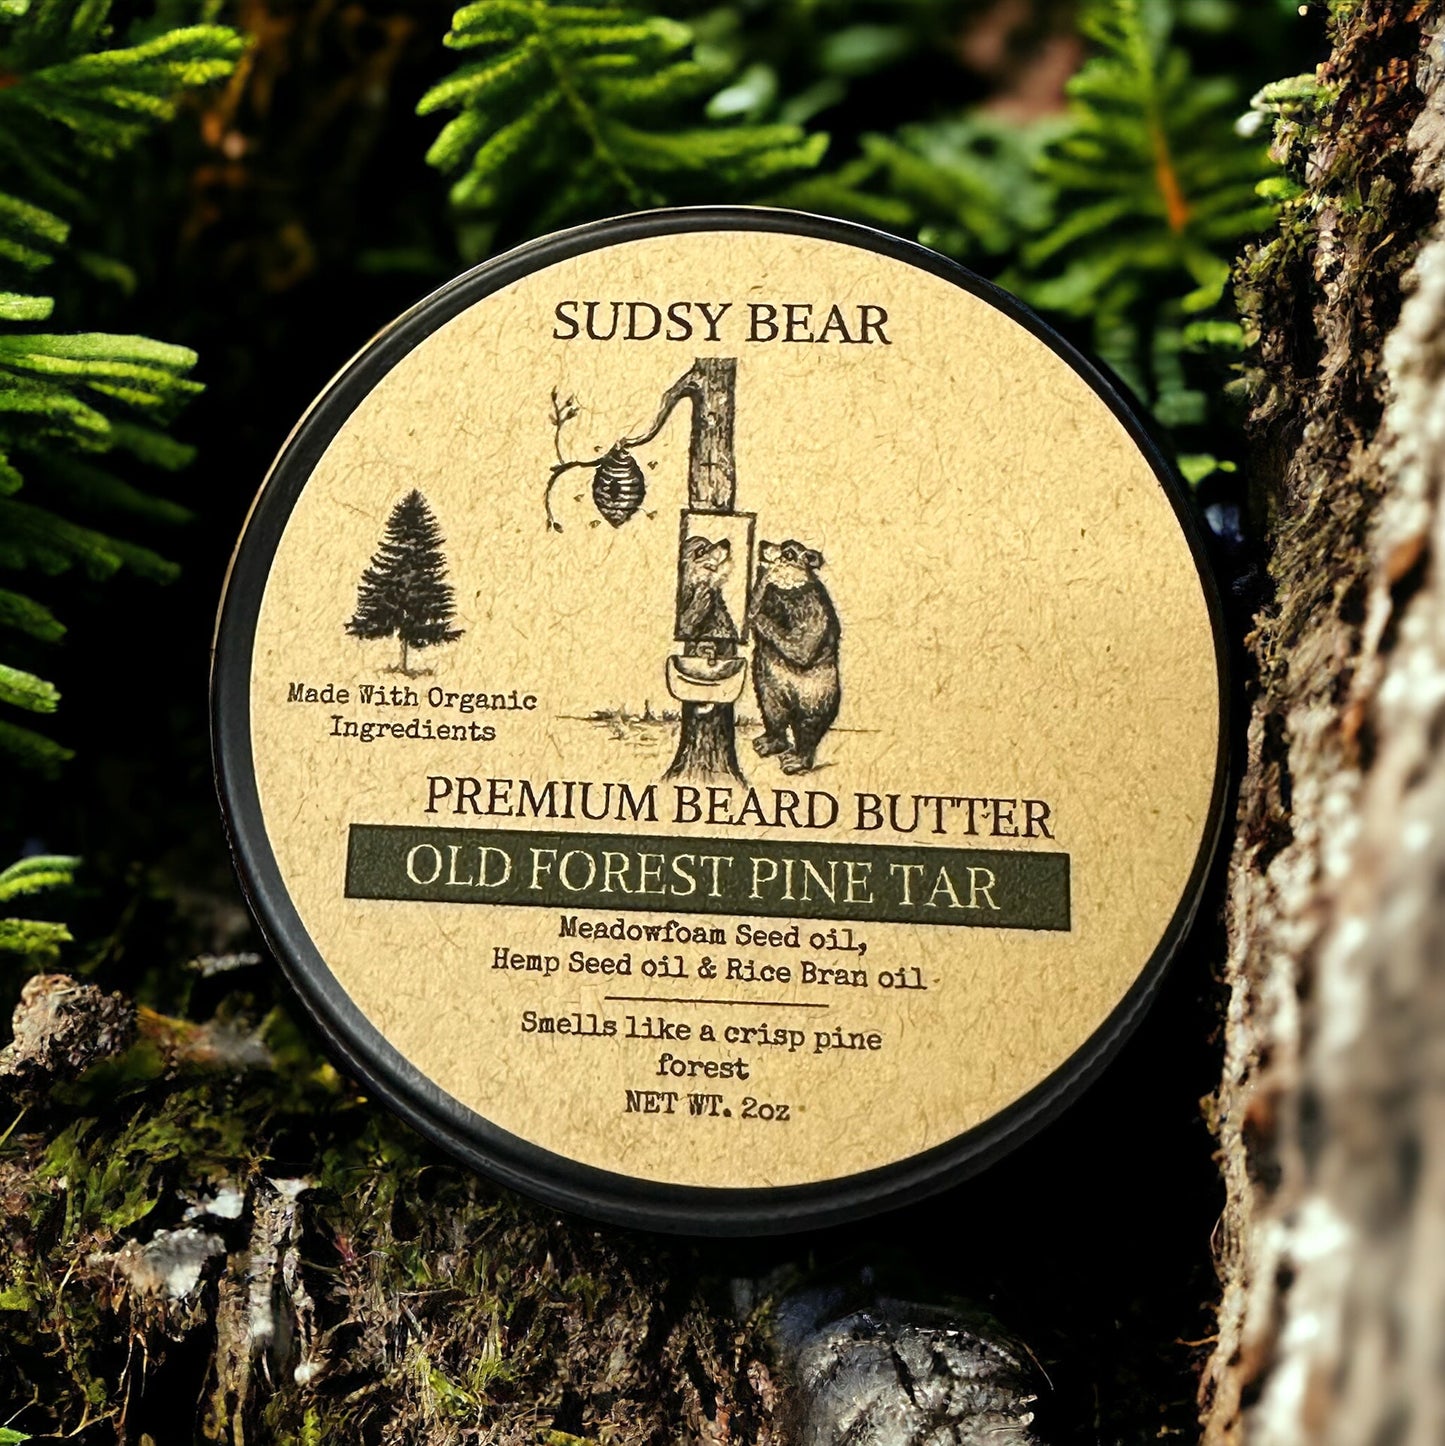 SUDSY BEAR
Made With Organic
Ingredients
PREMIUM BEARD BUTTER
OLD FOREST PINE TAR
Meadowfoam Seed oil,
Hemp Seed oil & Rice Bran oil
Smells like a crisp pine
forest
NET WT. 2oz